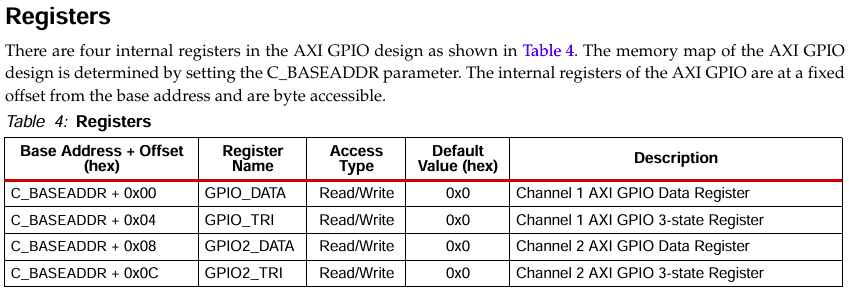 Registers
There are four internal registers in the AXI GPIO design as shown in Table 4. The memory map of the AXI GPIO
design is determined by setting the C_BASEADDR parameter. The internal registers of the AXI GPIO are at a fixed
offset from the base address and are byte accessible.
Table 4: Registers
Base Address + Offset (hex) Register Name Access Type Default Value (hex) Description
C_BASEADDR + 0x00 GPIO_DATA Read/Write 0x0 Channel 1 AXI GPIO Data Register
C_BASEADDR + 0x04 GPIO_TRI Read/Write 0x0 Channel 1 AXI GPIO 3-state Register
C_BASEADDR + 0x08 GPIO2_DATA Read/Write 0x0 Channel 2 AXI GPIO Data Register
C_BASEADDR + 0x0C GPIO2_TRI Read/Write 0x0 Channel 2 AXI GPIO 3-state Register